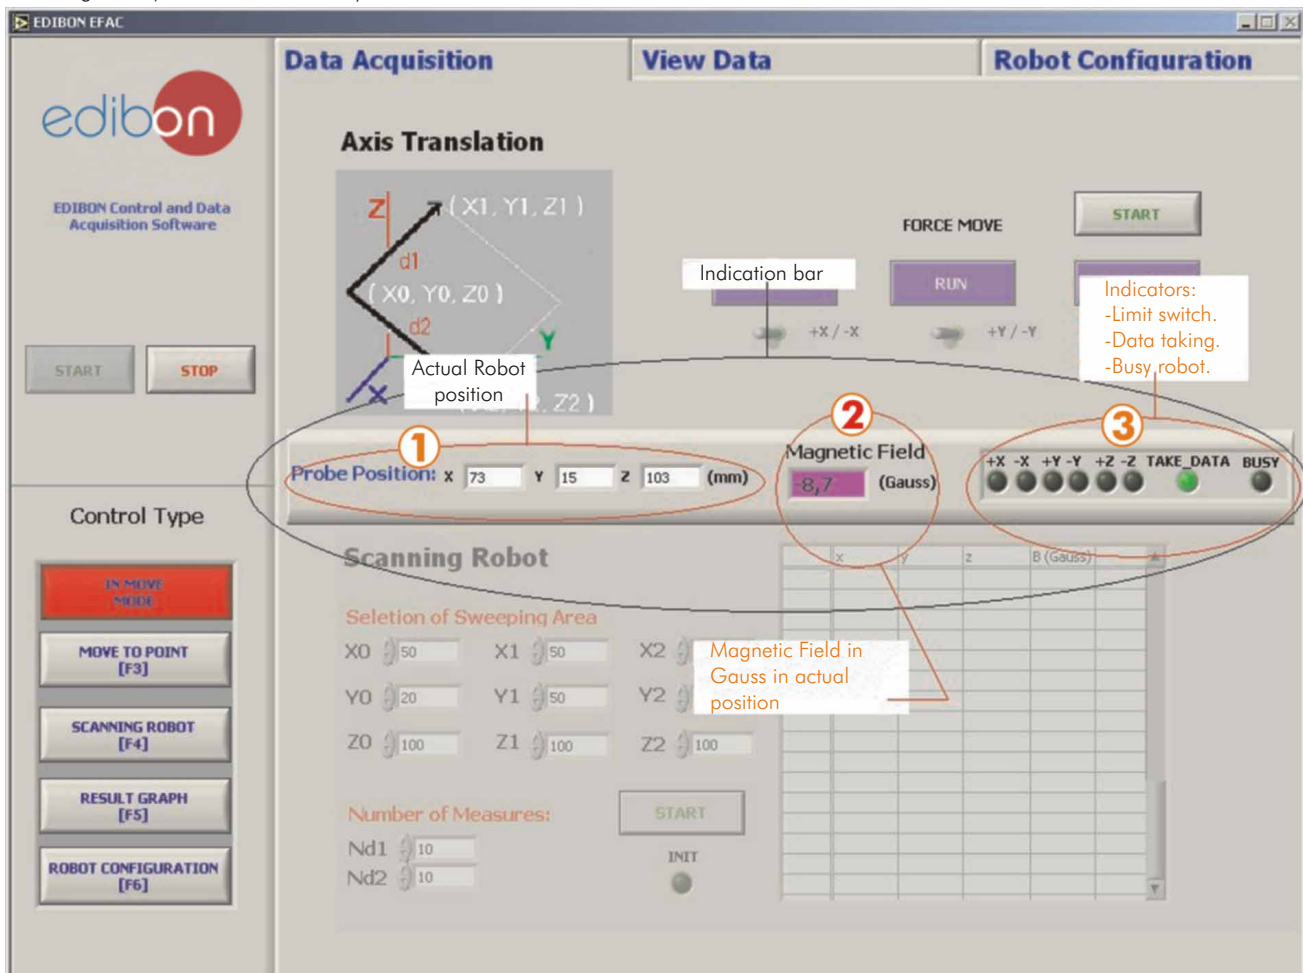 EDIBON EFAC
Data Acquisition
View Data
Robot Configuration
edibon
EDIBON Control and Data
Acquisition Software
START
STOP
Axis Translation
Z
(X1, Y1, Z1)
d1
(X0, Y0, Z0)
d2
Y
X
Z2)
FORCE MOVE
START
RUN
+X / -X
+Y / -Y
Indication bar
Indicators:
-Limit switch.
-Data taking.
-Busy robot.
Actual Robot
position
1
2
3
Probe Position: X 73 Y 15 Z 103 (mm)
Magnetic Field
-8,7 (Gauss)
+X -X +Y -Y +Z -Z TAKE_DATA BUSY
Control Type
IN MOVE
MODE
MOVE TO POINT
[F3]
SCANNING ROBOT
[F4]
RESULT GRAPH
[F5]
ROBOT CONFIGURATION
[F6]
Scanning Robot
Seletion of Sweeping Area
X0 50 X1 50 X2
Y0 20 Y1 50 Y2
Z0 100 Z1 100 Z2 100
Number of Measures:
Nd1 10
Nd2 10
START
INIT
x y z B (Gauss)
Magnetic Field in
Gauss in actual
position